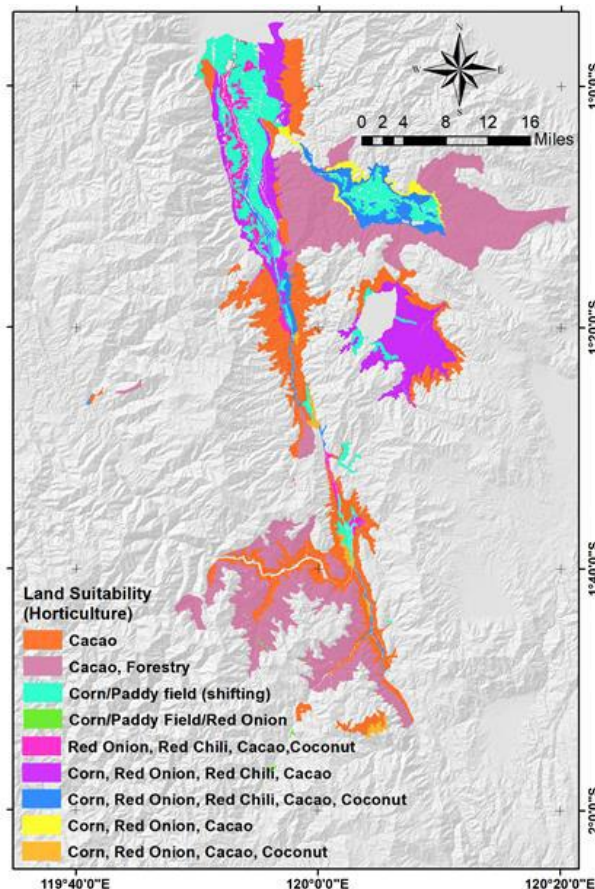 N
W E
S
1°0'0"S
0 2 4 8 12 16
Miles
1°20'0"S
1°40'0"S
Land Suitability
(Horticulture)
Cacao
Cacao, Forestry
Corn/Paddy field (shifting)
Corn/Paddy Field/Red Onion
Red Onion, Red Chili, Cacao,Coconut
Corn, Red Onion, Red Chili, Cacao
Corn, Red Onion, Red Chili, Cacao, Coconut
Corn, Red Onion, Cacao
Corn, Red Onion, Cacao, Coconut
2°0'0"S
119°40'0"E 120°0'0"E 120°20'0"E